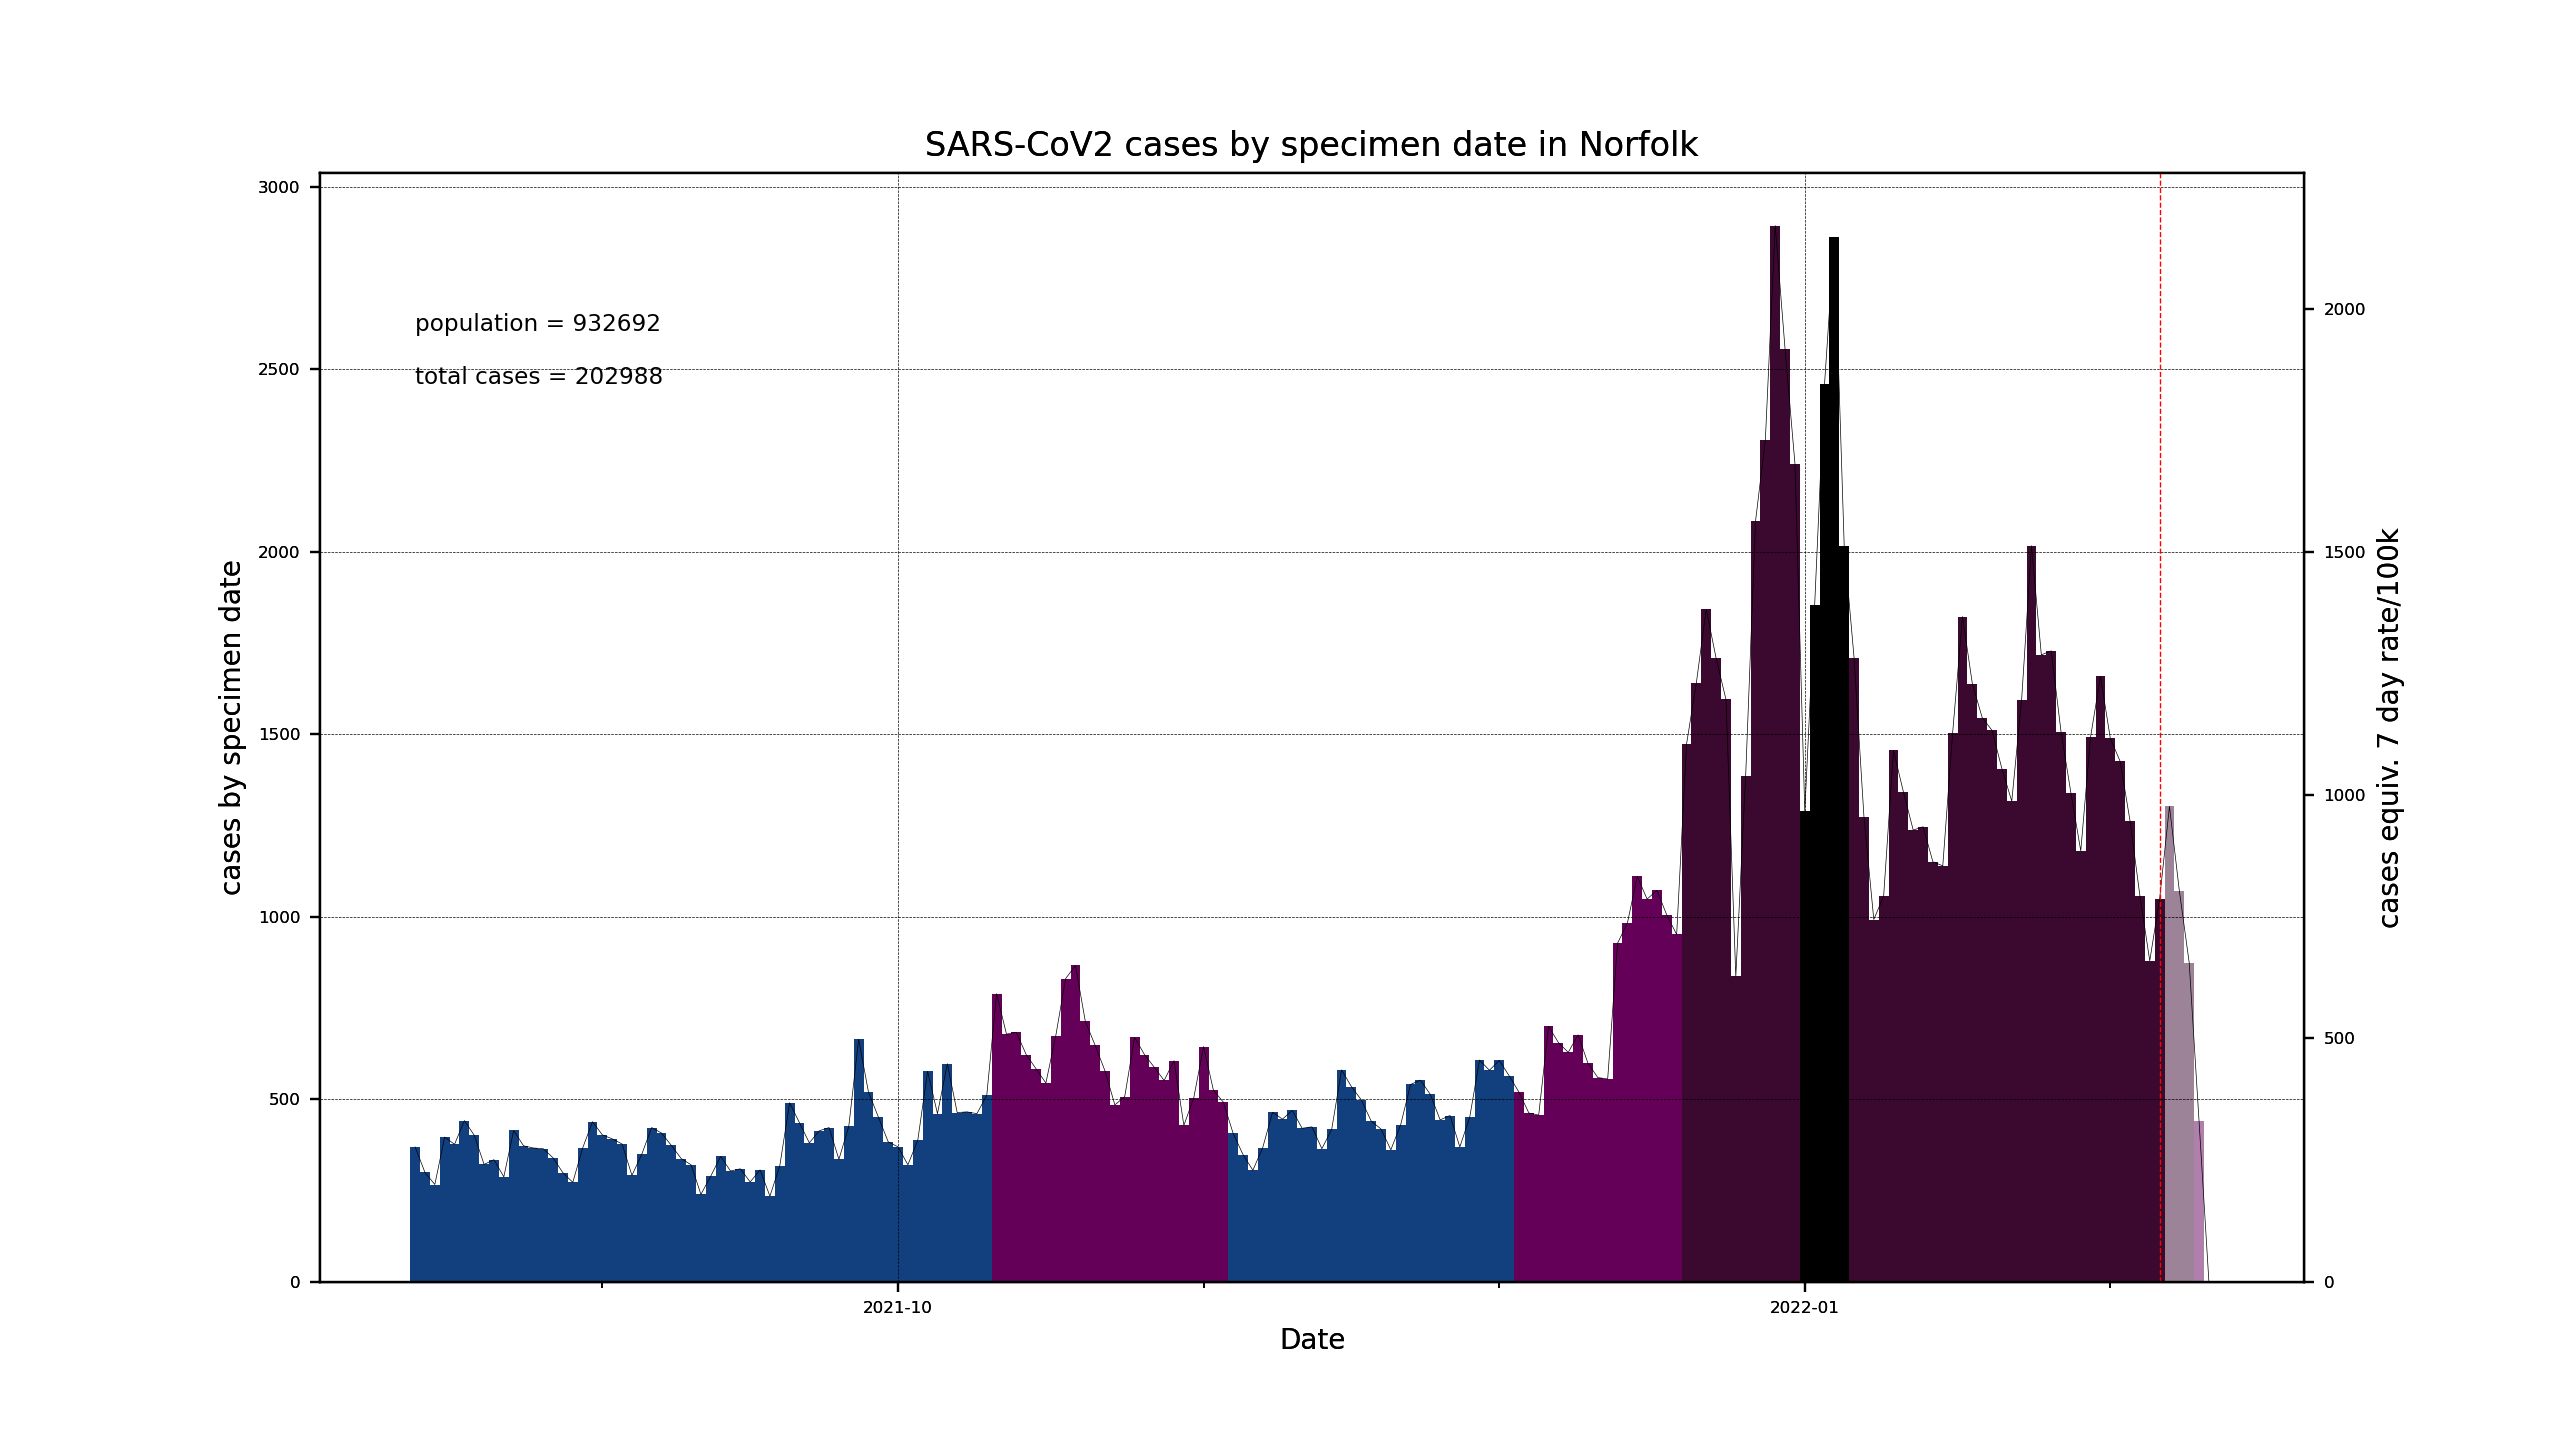 SARS-CoV2 cases by specimen date in Norfolk
3000
2500
2000
1500
1000
500
0
cases by specimen date
population = 932692
total cases = 202988
2000
1500
1000
500
0
cases equiv. 7 day rate/100k
2021-10
2022-01
Date